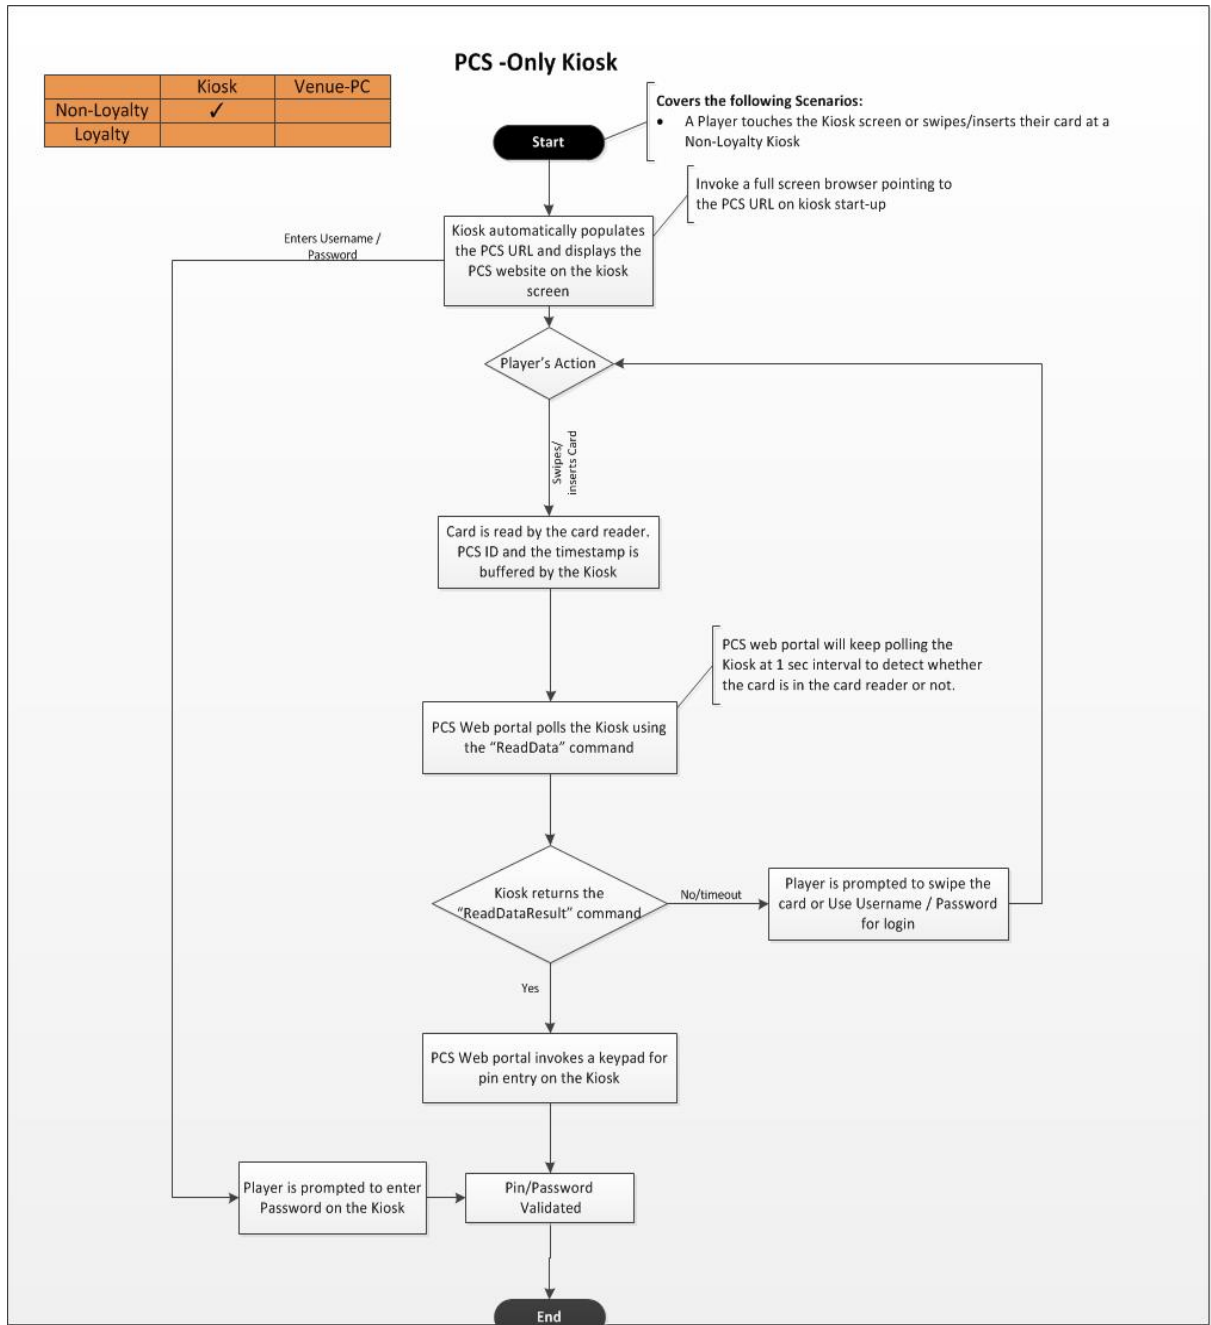 PCS -Only Kiosk
Kiosk Venue-PC
Non-Loyalty ✓
Loyalty
Covers the following Scenarios:
• A Player touches the Kiosk screen or swipes/inserts their card at a
Non-Loyalty Kiosk
Start
Invoke a full screen browser pointing to
the PCS URL on kiosk start-up
Kiosk automatically populates
the PCS URL and displays the
PCS website on the kiosk
screen
Enters Username /
Password
Player's Action
Swipes/
inserts Card
Card is read by the card reader.
PCS ID and the timestamp is
buffered by the Kiosk
PCS web portal will keep polling the
Kiosk at 1 sec interval to detect whether
the card is in the card reader or not.
PCS Web portal polls the Kiosk using
the “ReadData” command
Kiosk returns the
“ReadDataResult” command
No/timeout
Player is prompted to swipe the
card or Use Username / Password
for login
Yes
PCS Web portal invokes a keypad for
pin entry on the Kiosk
Player is prompted to enter
Password on the Kiosk
Pin/Password
Validated
End